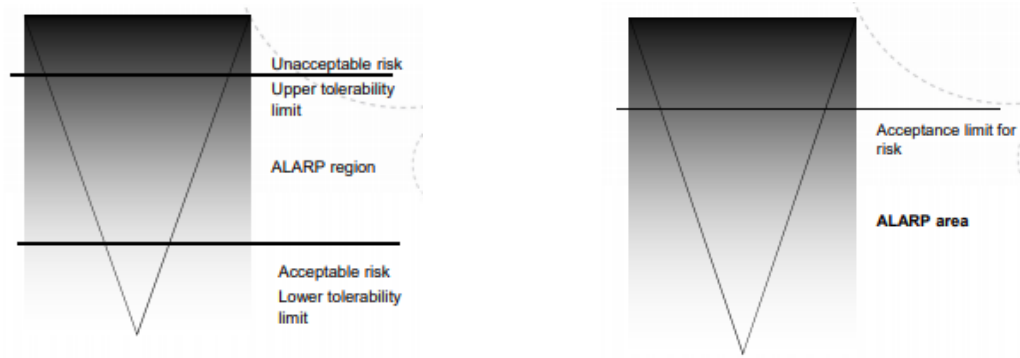 Unacceptable risk
Upper tolerability
limit
ALARP region
Acceptable risk
Lower tolerability
limit
Acceptance limit for
risk
ALARP area